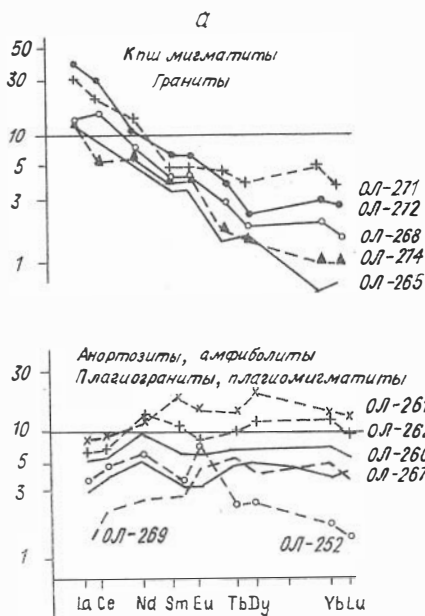 а
Кпш мигматиты
Граниты
50
30
10
5
3
1
ОЛ-271
ОЛ-272
ОЛ-268
ОЛ-274
ОЛ-265
Анортозиты, амфиболиты
Плагиограниты, плагиомигматиты
30
10
5
3
1
ОЛ-261
ОЛ-262
ОЛ-260
ОЛ-267
ОЛ-269
ОЛ-252
La Ce Nd Sm Eu Tb Dy Yb Lu